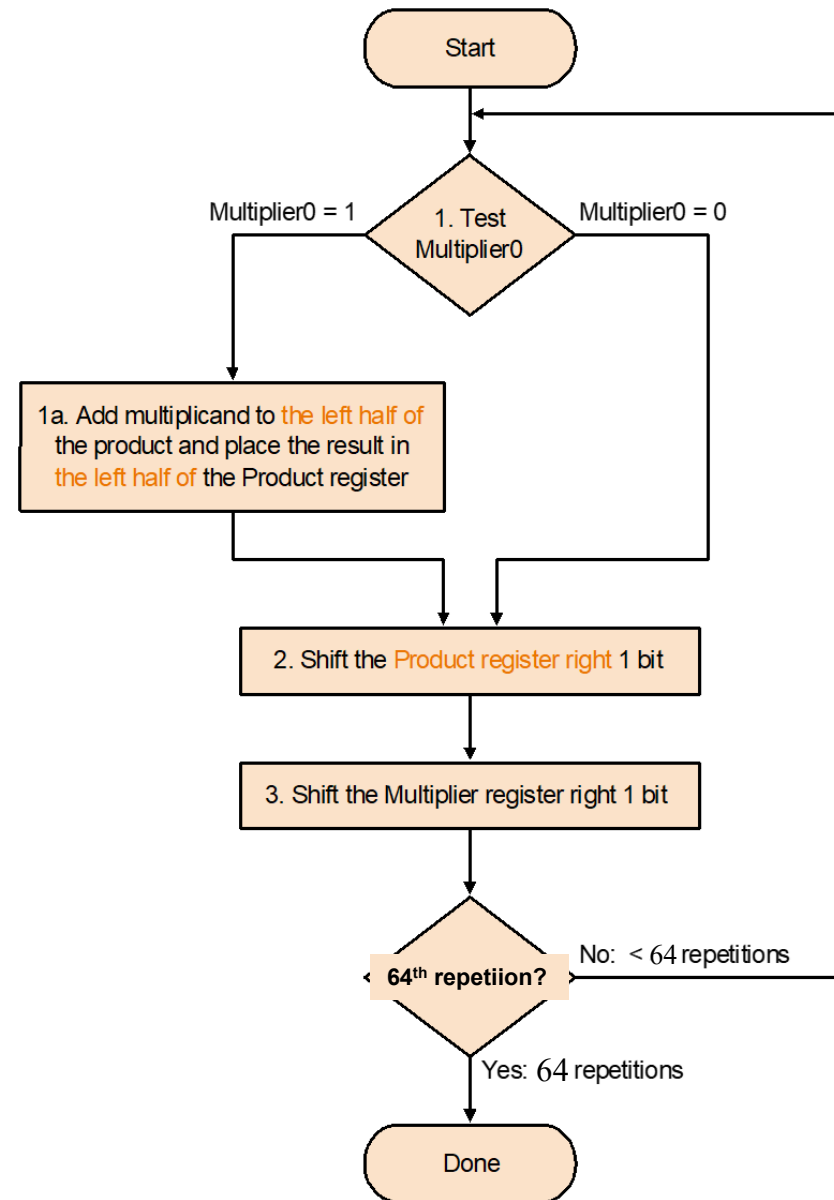 Start
Multiplier0 = 1
1. Test
Multiplier0
Multiplier0 = 0
1a. Add multiplicand to the left half of
the product and place the result in
the left half of the Product register
2. Shift the Product register right 1 bit
3. Shift the Multiplier register right 1 bit
64th repetiion?
No: < 64 repetitions
Yes: 64 repetitions
Done